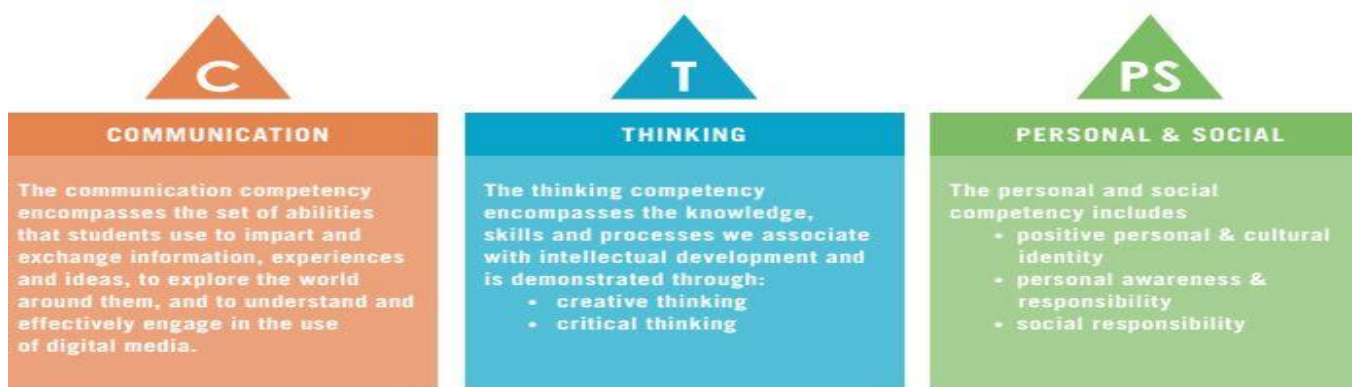 C
COMMUNICATION
The communication competency
encompasses the set of abilities
that students use to impart and
exchange information, experiences
and ideas, to explore the world
around them, and to understand and
effectively engage in the use
of digital media.
T
THINKING
The thinking competency
encompasses the knowledge,
skills and processes we associate
with intellectual development and
is demonstrated through:
• creative thinking
• critical thinking
PS
PERSONAL & SOCIAL
The personal and social
competency includes
• positive personal & cultural
identity
• personal awareness &
responsibility
• social responsibility